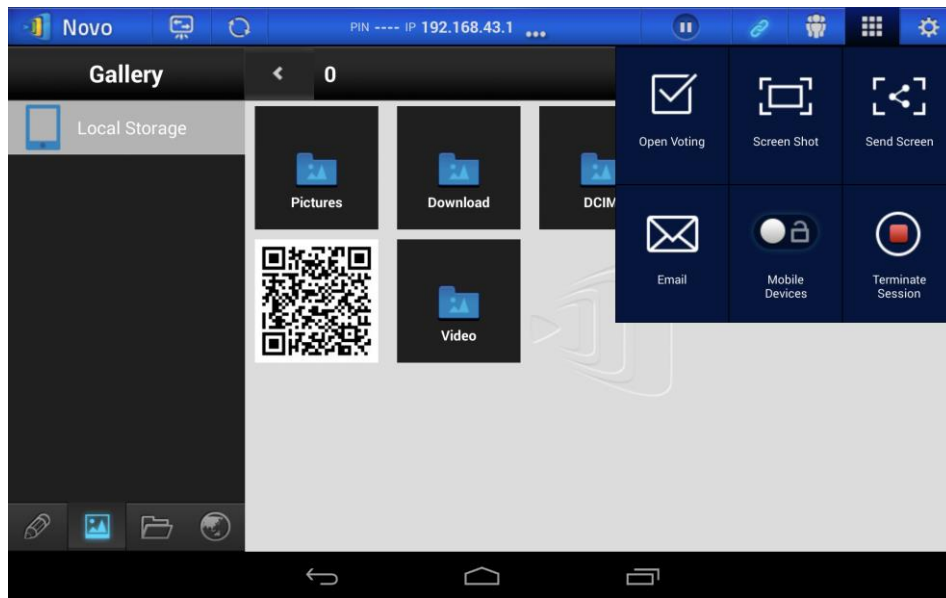 Novo
PIN ---- IP 192.168.43.1 ...
Gallery
0
Local Storage
Open Voting
Screen Shot
Send Screen
Pictures
Download
DCIM
Email
Mobile
Devices
Terminate
Session
Video